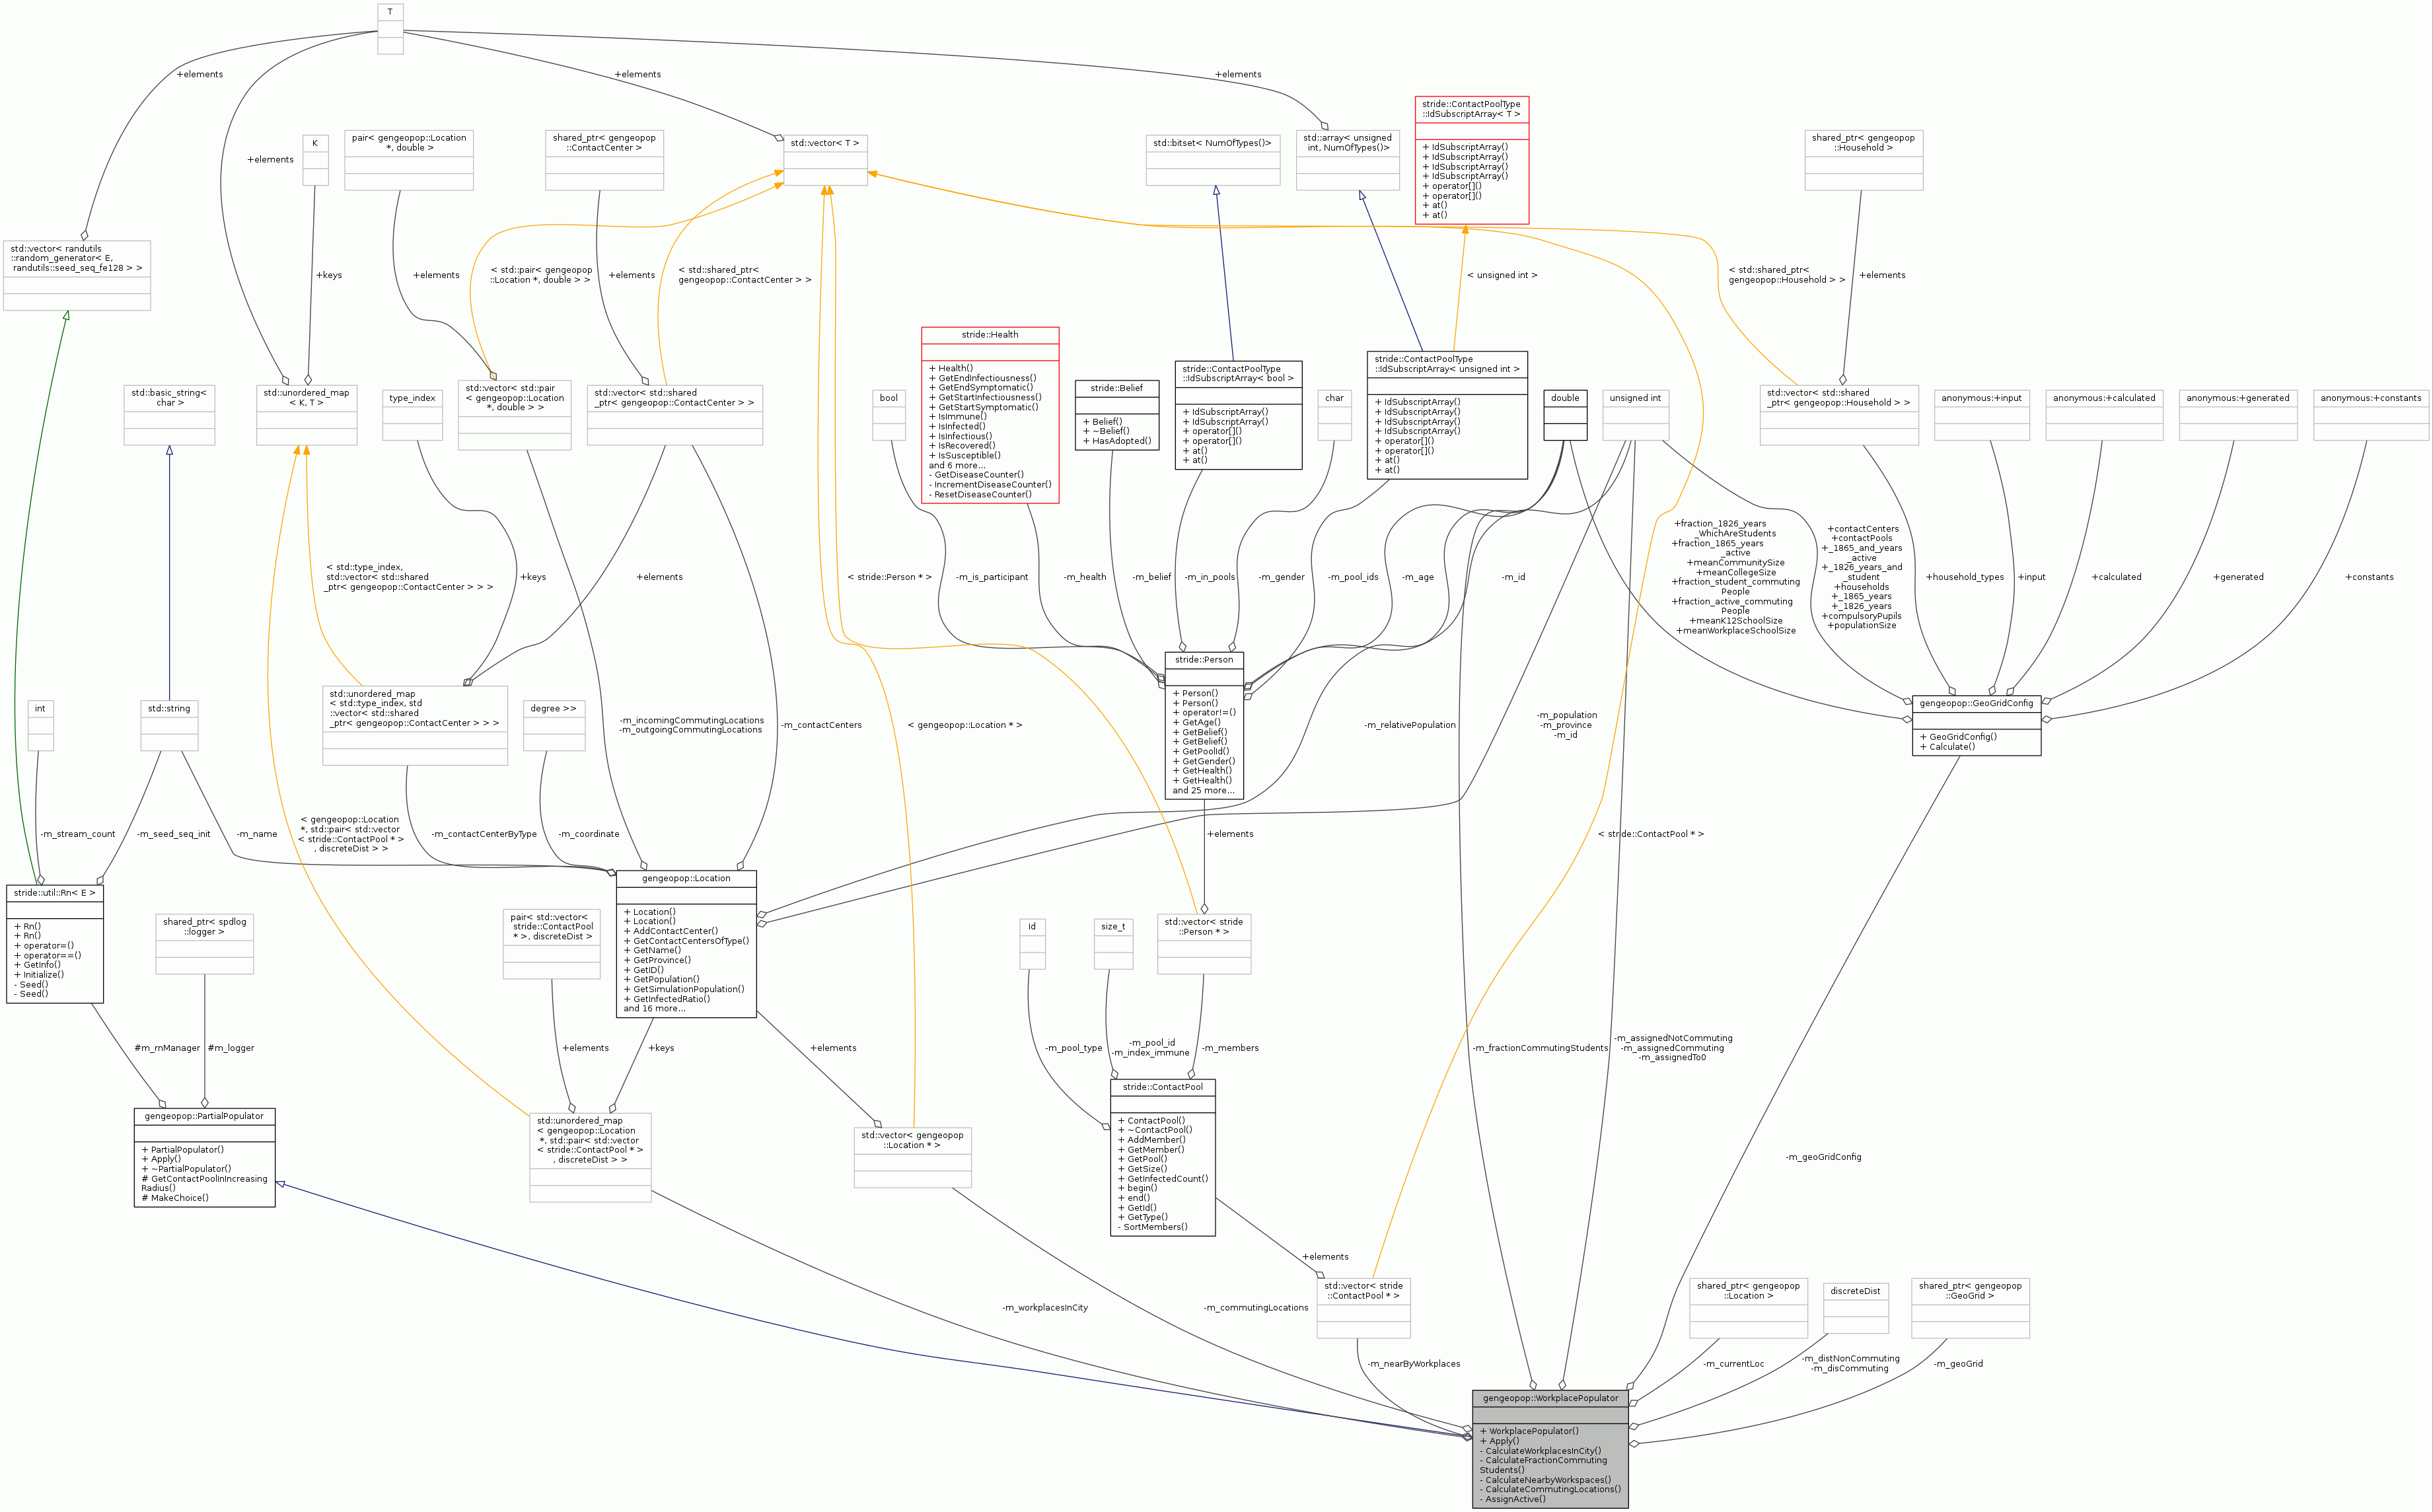 T
+elements
+elements
+elements
+elements
K
pair< gengeopop::Location
*, double >
shared_ptr< gengeopop
::ContactCenter >
std::vector< T >
std::bitset< NumOfTypes()>
std::array< unsigned
int, NumOfTypes()>
stride::ContactPoolType
::IdSubscriptArray< T >
+ IdSubscriptArray()
+ IdSubscriptArray()
+ IdSubscriptArray()
+ IdSubscriptArray()
+ operator[]()
+ operator[]()
+ at()
+ at()
shared_ptr< gengeopop
::Household >
std::vector< randutils
::random_generator< E,
randutils::seed_seq_fe128 > >
+keys
+elements
< std::pair< gengeopop
::Location *, double > >
+elements
< std::shared_ptr<
gengeopop::ContactCenter > >
< unsigned int >
< std::shared_ptr<
gengeopop::Household > >
+elements
std::basic_string<
char >
std::unordered_map
< K, T >
type_index
std::vector< std::pair
< gengeopop::Location
*, double > >
std::vector< std::shared
_ptr< gengeopop::ContactCenter > >
bool
stride::Health
+ Health()
+ GetEndInfectiousness()
+ GetEndSymptomatic()
+ GetStartInfectiousness()
+ GetStartSymptomatic()
+ IsImmune()
+ IsInfected()
+ IsInfectious()
+ IsRecovered()
+ IsSusceptible()
and 6 more...
- GetDiseaseCounter()
- IncrementDiseaseCounter()
- ResetDiseaseCounter()
stride::Belief
+ Belief()
+ ~Belief()
+ HasAdopted()
stride::ContactPoolType
::IdSubscriptArray< bool >
+ IdSubscriptArray()
+ IdSubscriptArray()
+ operator[]()
+ operator[]()
+ at()
+ at()
char
stride::ContactPoolType
::IdSubscriptArray< unsigned int >
+ IdSubscriptArray()
+ IdSubscriptArray()
+ IdSubscriptArray()
+ IdSubscriptArray()
+ operator[]()
+ operator[]()
+ at()
+ at()
double
unsigned int
std::vector< std::shared
_ptr< gengeopop::Household > >
anonymous:+input
anonymous:+calculated
anonymous:+generated
anonymous:+constants
< std::type_index,
std::vector< std::shared
_ptr< gengeopop::ContactCenter > > >
+keys
+elements
< stride::Person * >
-m_is_participant
-m_health
-m_belief
-m_in_pools
-m_gender
-m_pool_ids
-m_age
-m_id
+fraction_1826_years
_WhichAreStudents
+fraction_1865_years
_active
+meanCommunitySize
+meanCollegeSize
+fraction_student_commuting
People
+fraction_active_commuting
People
+meanK12SchoolSize
+meanWorkplaceSchoolSize
+contactCenters
+contactPools
+_1865_and_years
_active
+_1826_years_and
_student
+households
+_1865_years
+_1826_years
+compulsoryPupils
+populationSize
+household_types
+input
+calculated
+generated
+constants
int
std::string
std::unordered_map
< std::type_index, std
::vector< std::shared
_ptr< gengeopop::ContactCenter > > >
degree >>
-m_incomingCommutingLocations
-m_outgoingCommutingLocations
-m_contactCenters
< gengeopop::Location * >
stride::Person
+ Person()
+ Person()
+ operator!=()
+ GetAge()
+ GetBelief()
+ GetBelief()
+ GetPoolId()
+ GetGender()
+ GetHealth()
+ GetHealth()
and 25 more...
-m_relativePopulation
-m_population
-m_province
-m_id
gengeopop::GeoGridConfig
+ GeoGridConfig()
+ Calculate()
-m_stream_count
-m_seed_seq_init
-m_name
< gengeopop::Location
*, std::pair< std::vector
< stride::ContactPool * >
, discreteDist > >
-m_contactCenterByType
-m_coordinate
+elements
< stride::ContactPool * >
stride::util::Rn< E >
+ Rn()
+ Rn()
+ operator=()
+ operator==()
+ GetInfo()
+ Initialize()
- Seed()
- Seed()
shared_ptr< spdlog
::logger >
pair< std::vector<
stride::ContactPool
* >, discreteDist >
gengeopop::Location
+ Location()
+ Location()
+ AddContactCenter()
+ GetContactCentersOfType()
+ GetName()
+ GetProvince()
+ GetID()
+ GetPopulation()
+ GetSimulationPopulation()
+ GetInfectedRatio()
and 16 more...
Id
size_t
std::vector< stride
::Person * >
#m_rnManager
#m_logger
+elements
+keys
+elements
-m_pool_type
-m_pool_id
-m_index_immune
-m_members
-m_fractionCommutingStudents
-m_assignedNotCommuting
-m_assignedCommuting
-m_assignedTo0
gengeopop::PartialPopulator
+ PartialPopulator()
+ Apply()
+ ~PartialPopulator()
# GetContactPoolInIncreasing
Radius()
# MakeChoice()
std::unordered_map
< gengeopop::Location
*, std::pair< std::vector
< stride::ContactPool * >
, discreteDist > >
std::vector< gengeopop
::Location * >
stride::ContactPool
+ ContactPool()
+ ~ContactPool()
+ AddMember()
+ GetMember()
+ GetPool()
+ GetSize()
+ GetInfectedCount()
+ begin()
+ end()
+ GetId()
+ GetType()
- SortMembers()
-m_geoGridConfig
+elements
std::vector< stride
::ContactPool * >
shared_ptr< gengeopop
::Location >
discreteDist
shared_ptr< gengeopop
::GeoGrid >
-m_workplacesInCity
-m_commutingLocations
-m_nearByWorkplaces
-m_currentLoc
-m_distNonCommuting
-m_disCommuting
-m_geoGrid
gengeopop::WorkplacePopulator
+ WorkplacePopulator()
+ Apply()
- CalculateWorkplacesInCity()
- CalculateFractionCommuting
Students()
- CalculateNearbyWorkspaces()
- CalculateCommutingLocations()
- AssignActive()